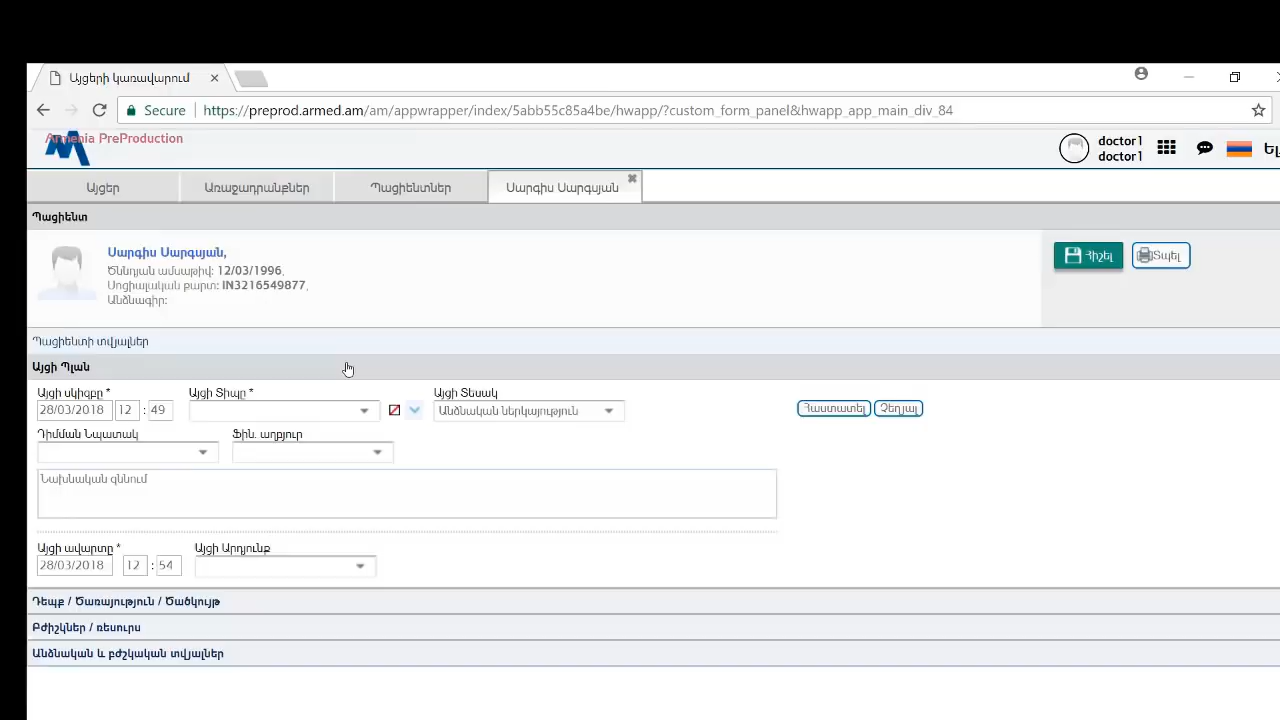 Այցերի կառավարում
Secure https://preprod.armed.am/am/appwrapper/index/5abb55c85a4be/hwapp/?custom_form_panel&hwapp_app_main_div_84
Armenia PreProduction
doctor1
doctor1
Այցեր Առաջադրանքներ Պացիենտներ Սարգիս Սարգսյան
Պացիենտ
Սարգիս Սարգսյան,
Հիշել Տպել
Ծննդյան ամսաթիվ: 12/03/1996,
Սոցիալական քարտ: IN3216549877,
Անձնագիր:
Պացիենտի տվյալներ
Այցի Պլան
Այցի սկիզբը * Այցի Տիպը * Այցի Տեսակ
28/03/2018 12 : 49 Անձնական ներկայություն Հաստատել Չեղյալ
Դիմման Նպատակ Ֆին. աղբյուր
Նախնական զննում
Այցի ավարտը * Այցի Արդյունք
28/03/2018 12 : 54
Դեպք / Ծառայություն / Ծածկույթ
Բժիշկներ / ռեսուրս
Անձնական և բժշկական տվյալներ